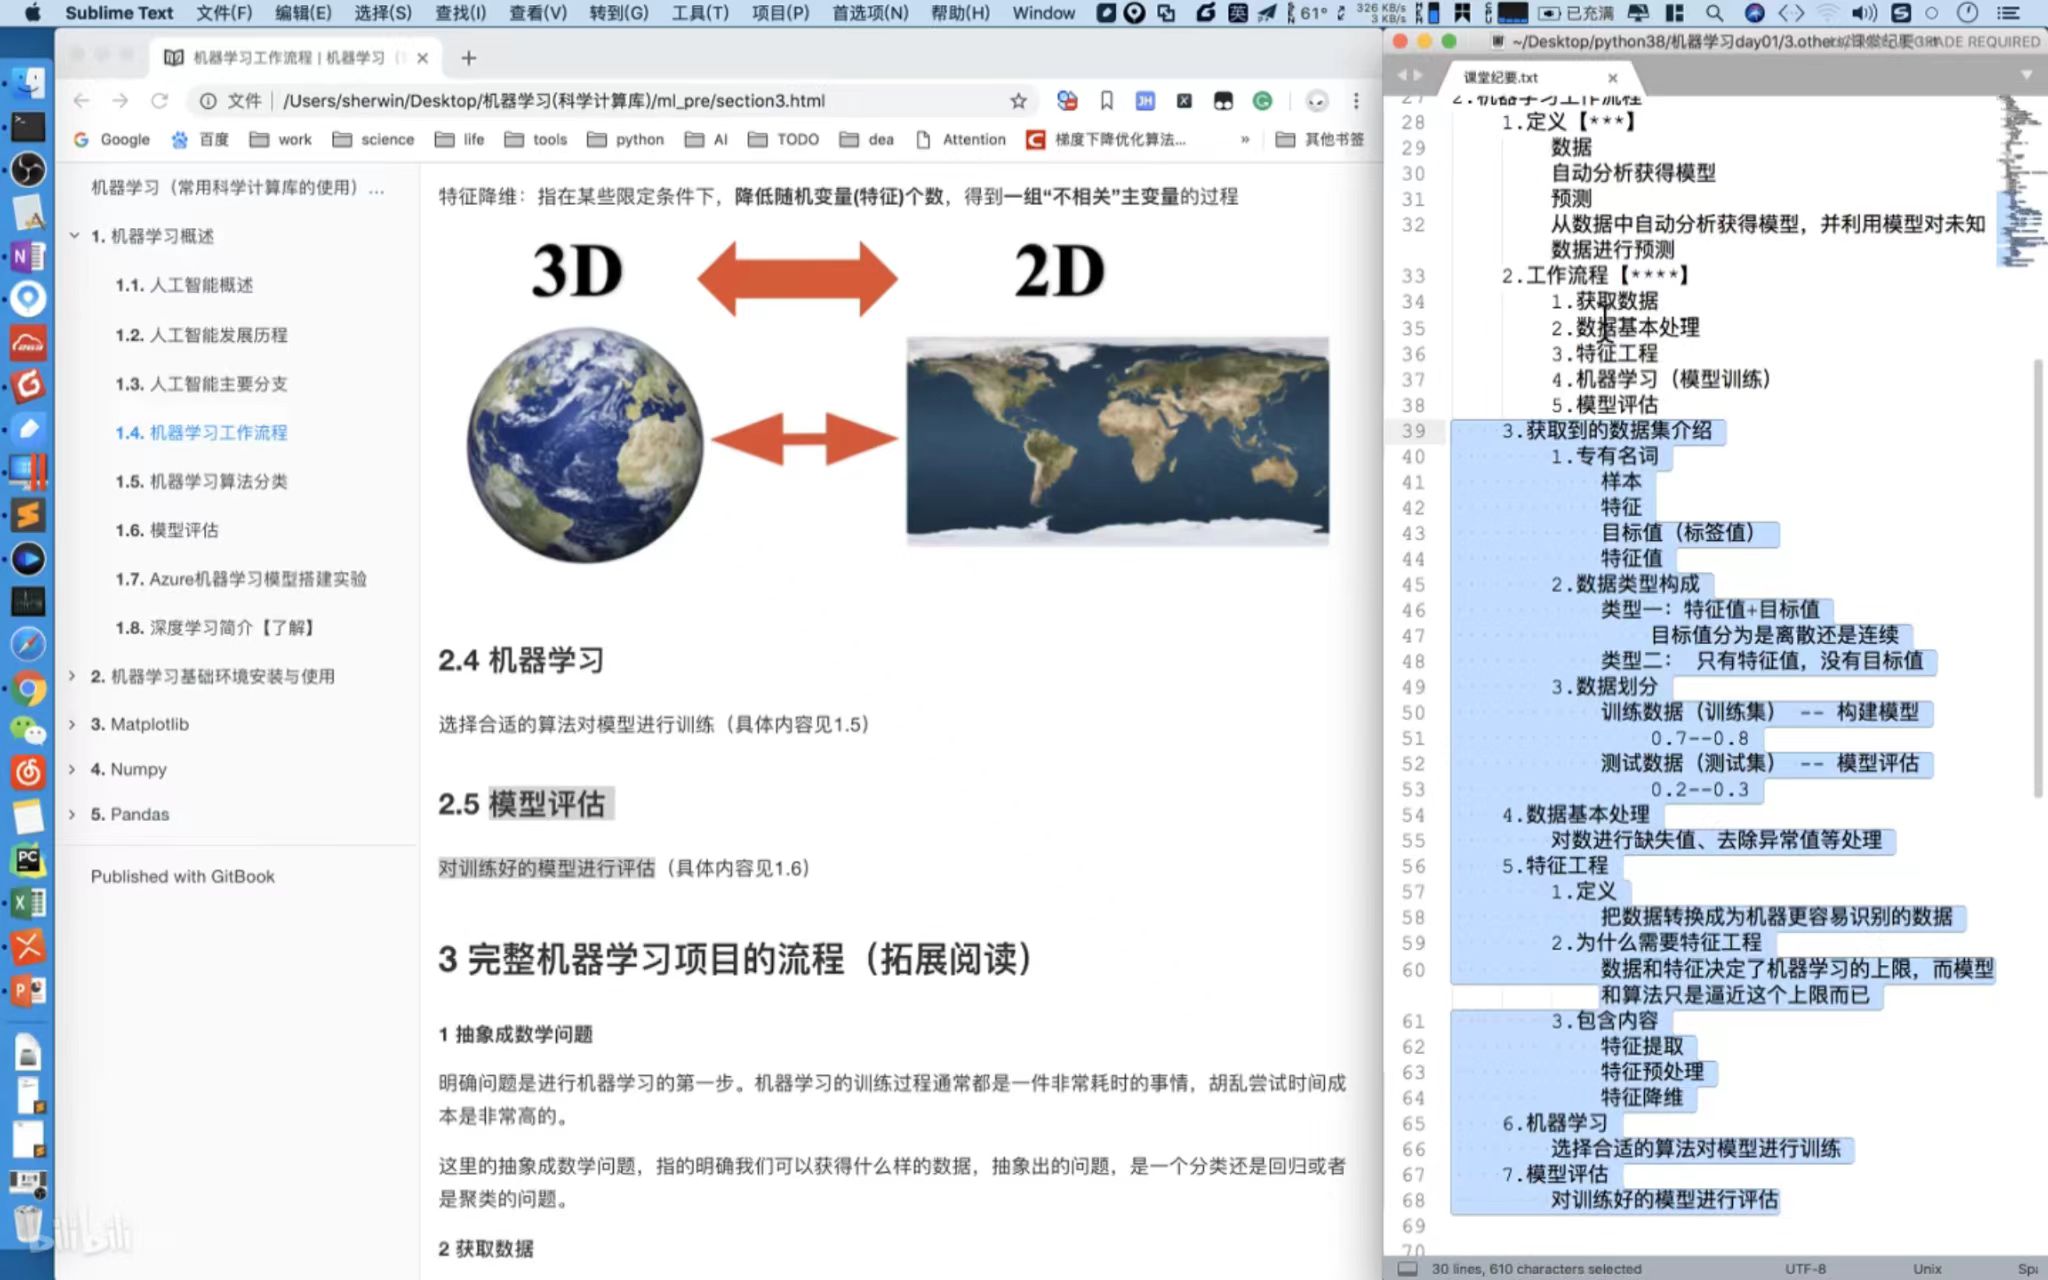 Sublime Text 文件(F) 编辑(E) 选择(S) 查找(I) 查看(V) 转到(G) 工具(T) 项目(P) 首选项(N) 帮助(H) Window 英 61° 326 KB/s 3 KB/s 已充满
机器学习工作流程 | 机器学习
文件 /Users/sherwin/Desktop/机器学习(科学计算库)/ml_pre/section3.html
Google 百度 work science life tools python AI TODO dea Attention 梯度下降优化算法... » 其他书签
机器学习（常用科学计算库的使用）...
1. 机器学习概述
1.1. 人工智能概述
1.2. 人工智能发展历程
1.3. 人工智能主要分支
1.4. 机器学习工作流程
1.5. 机器学习算法分类
1.6. 模型评估
1.7. Azure机器学习模型搭建实验
1.8. 深度学习简介【了解】
2. 机器学习基础环境安装与使用
3. Matplotlib
4. Numpy
5. Pandas
Published with GitBook
特征降维：指在某些限定条件下，降低随机变量(特征)个数，得到一组“不相关”主变量的过程
3D 2D
2.4 机器学习
选择合适的算法对模型进行训练（具体内容见1.5）
2.5 模型评估
对训练好的模型进行评估（具体内容见1.6）
3 完整机器学习项目的流程（拓展阅读）
1 抽象成数学问题
明确问题是进行机器学习的第一步。机器学习的训练过程通常都是一件非常耗时的事情，胡乱尝试时间成
本是非常高的。
这里的抽象成数学问题，指的明确我们可以获得什么样的数据，抽象出的问题，是一个分类还是回归或者
是聚类的问题。
2 获取数据
bilibili
~/Desktop/python38/机器学习day01/3.others/课堂纪要.txt
课堂纪要.txt
27 2.机器学习工作流程
28 1.定义【***】
29 数据
30 自动分析获得模型
31 预测
32 从数据中自动分析获得模型，并利用模型对未知
数据进行预测
33 2.工作流程【****】
34 1.获取数据
35 2.数据基本处理
36 3.特征工程
37 4.机器学习（模型训练）
38 5.模型评估
39 3.获取到的数据集介绍
40 1.专有名词
41 样本
42 特征
43 目标值（标签值）
44 特征值
45 2.数据类型构成
46 类型一：特征值+目标值
47 目标值分为是离散还是连续
48 类型二： 只有特征值，没有目标值
49 3.数据划分
50 训练数据（训练集） -- 构建模型
51 0.7--0.8
52 测试数据（测试集） -- 模型评估
53 0.2--0.3
54 4.数据基本处理
55 对数进行缺失值、去除异常值等处理
56 5.特征工程
57 1.定义
58 把数据转换成为机器更容易识别的数据
59 2.为什么需要特征工程
60 数据和特征决定了机器学习的上限，而模型
和算法只是逼近这个上限而已
61 3.包含内容
62 特征提取
63 特征预处理
64 特征降维
65 6.机器学习
66 选择合适的算法对模型进行训练
67 7.模型评估
68 对训练好的模型进行评估
69
70
30 lines, 610 characters selected UTF-8 Unix